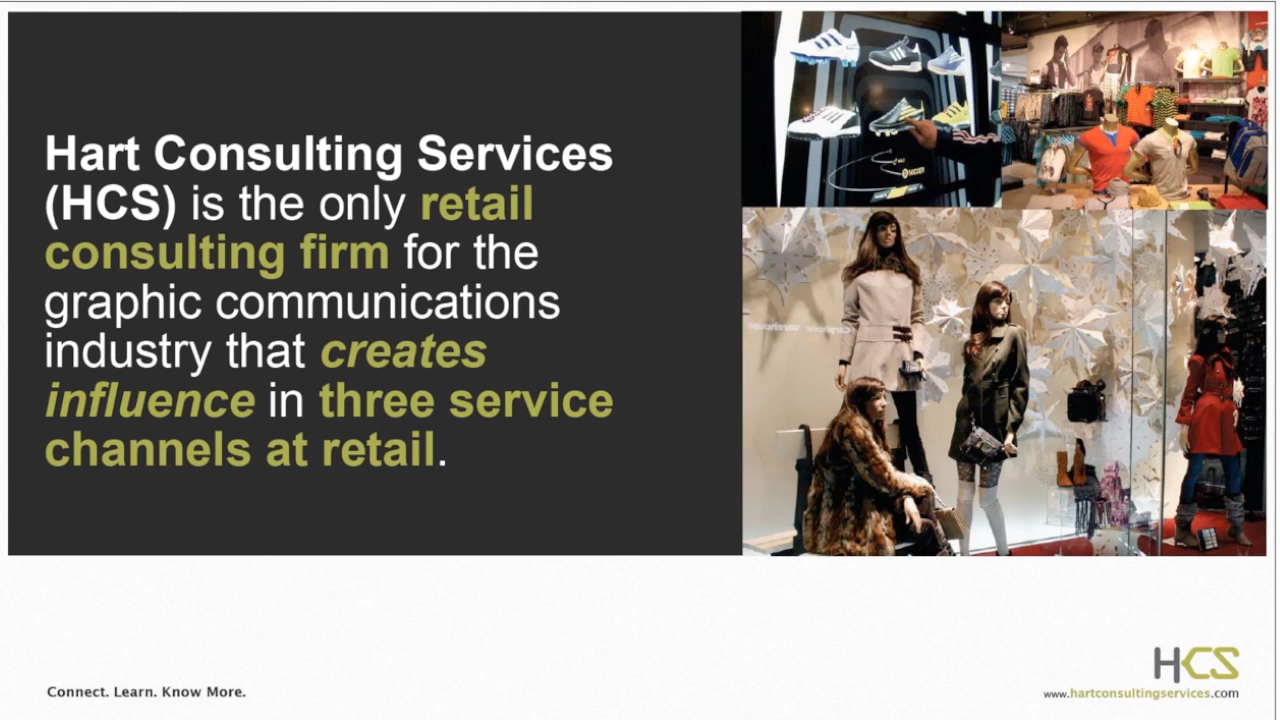 Hart Consulting Services
(HCS) is the only retail
consulting firm for the
graphic communications
industry that creates
influence in three service
channels at retail.
Connect. Learn. Know More.
HCS
www.hartconsultingservices.com